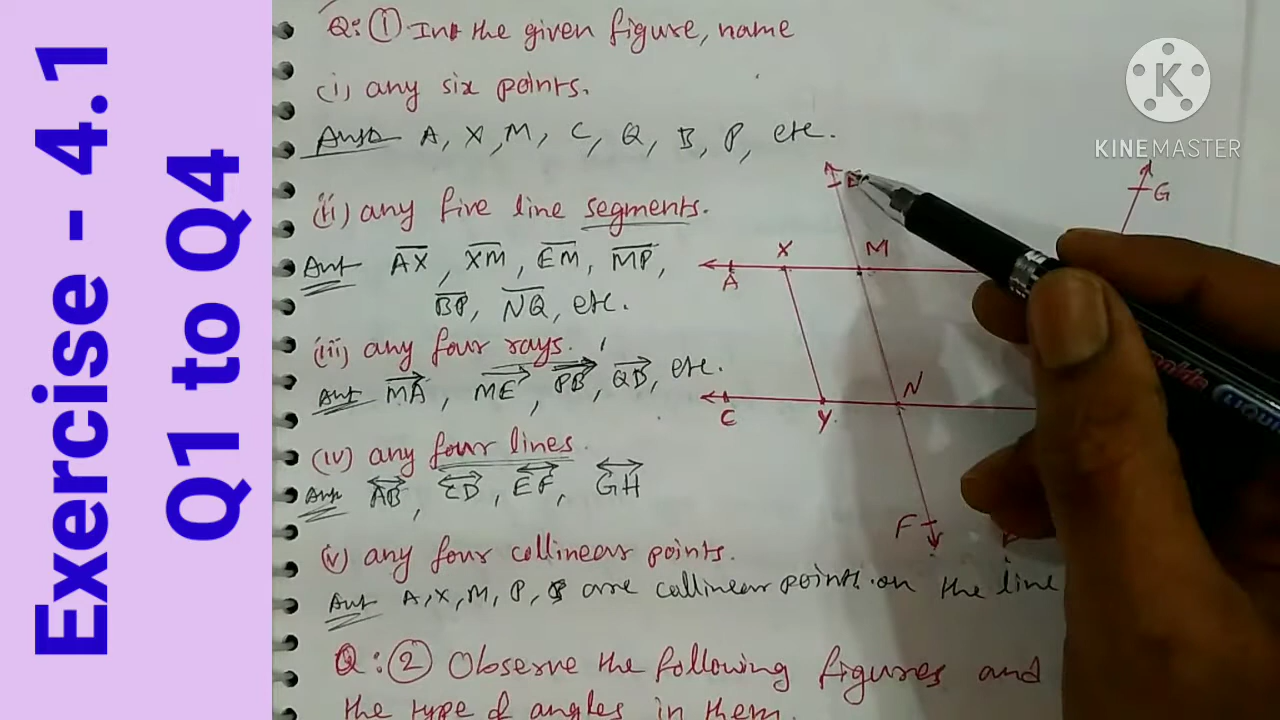 Exercise - 4.1
Q1 to Q4
Q: ① In the given figure, name
(i) any six points.
Ans A, X, M, C, Q, B, P, etc.
(ii) any five line segments.
Ans AX, XM, EM, MP,
BP, NQ, etc.
(iii) any four rays.
Ans MA, ME, PB, QD, etc.
(iv) any four lines.
Ans AB, CD, EF, GH
(v) any four collinear points.
Ans A, X, M, P, B are collinear points. on the line
Q: ② Observe the following figures and
the type of angles in them.
K
KINEMASTER
E
G
X
M
A
N
C
Y
F